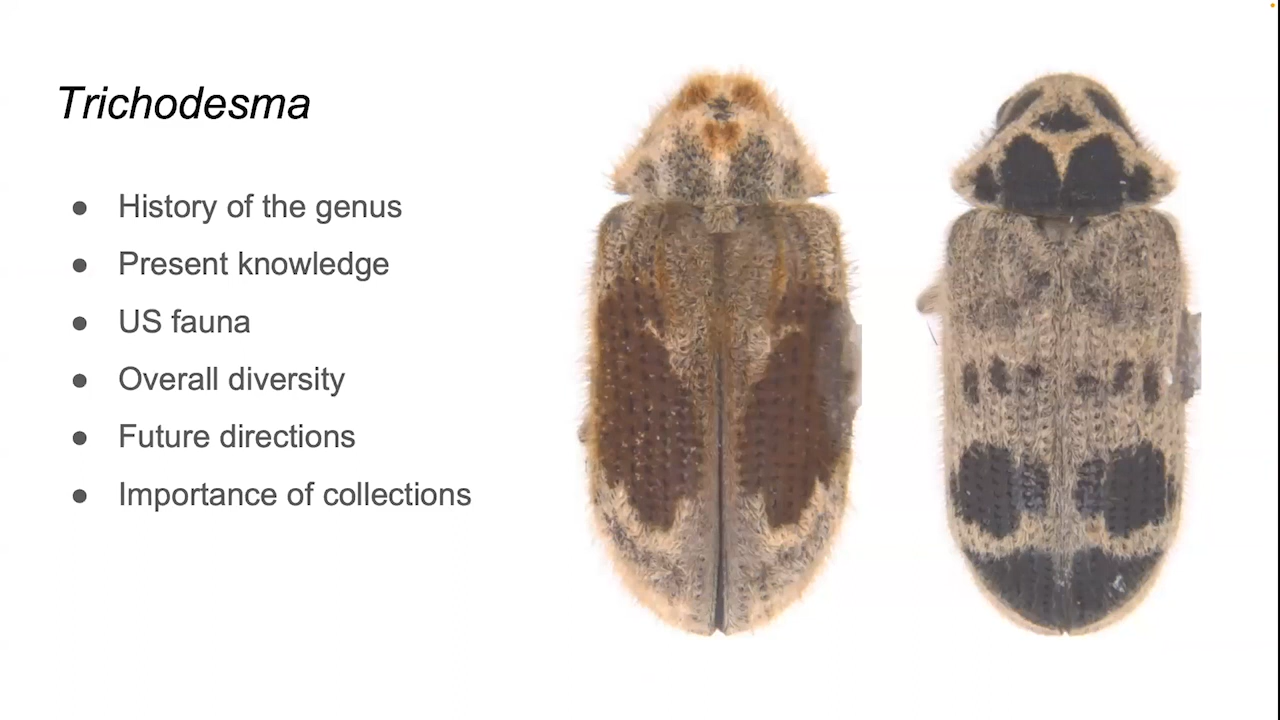 Trichodesma
● History of the genus
● Present knowledge
● US fauna
● Overall diversity
● Future directions
● Importance of collections